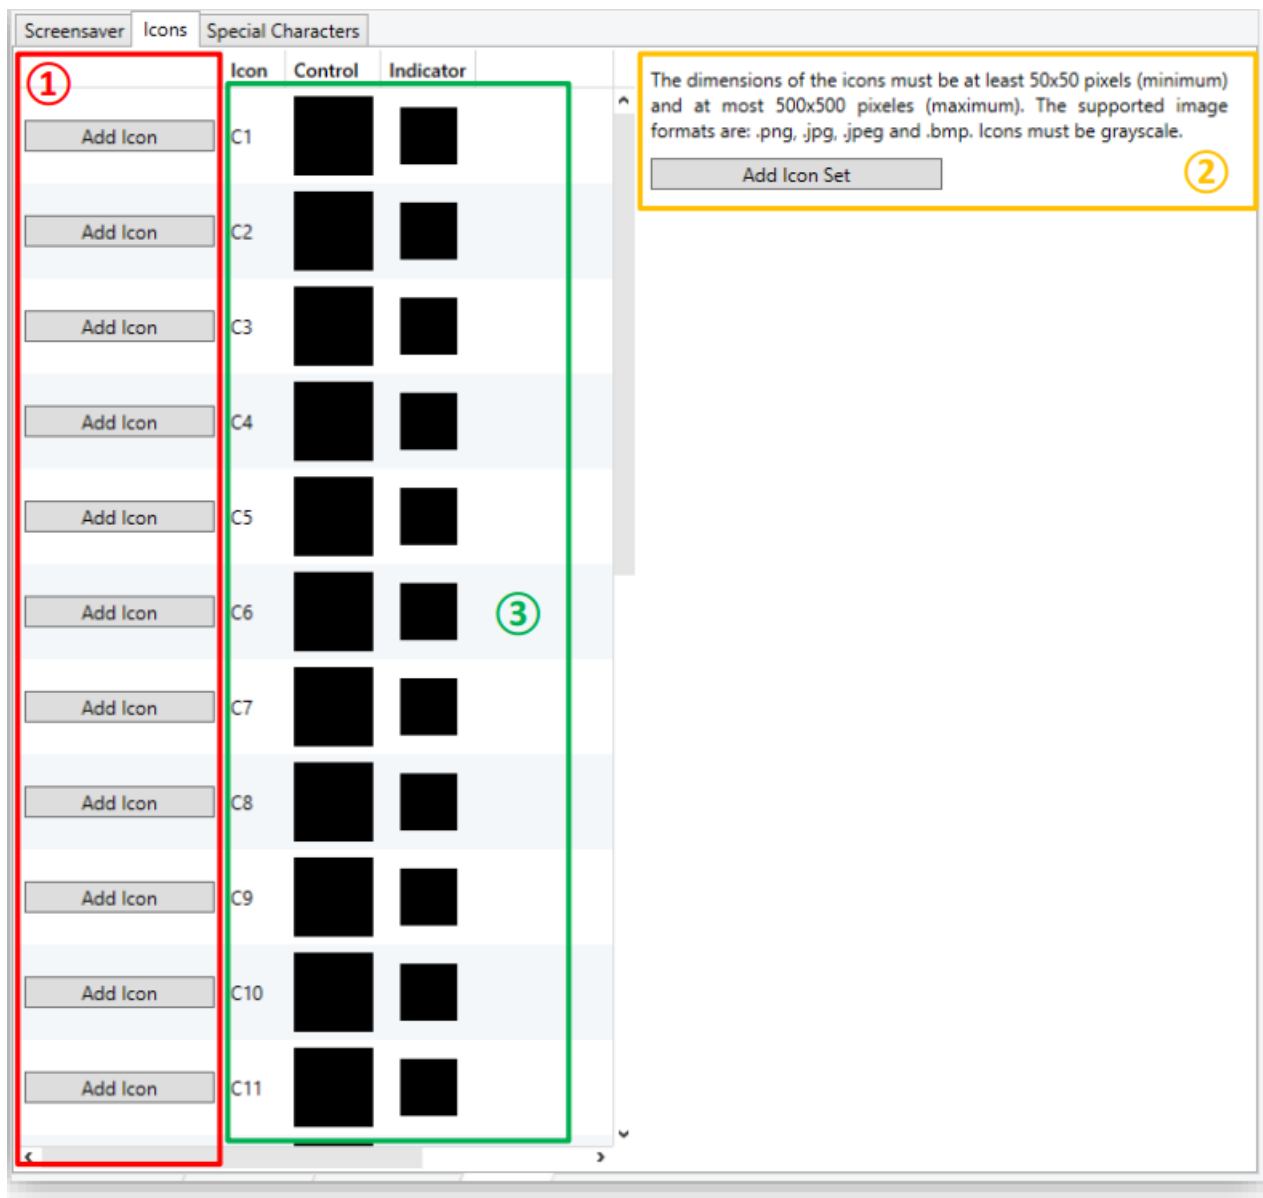 Screensaver Icons Special Characters
① Icon Control Indicator
Add Icon C1
Add Icon C2
Add Icon C3
Add Icon C4
Add Icon C5
Add Icon C6
③
Add Icon C7
Add Icon C8
Add Icon C9
Add Icon C10
Add Icon C11
The dimensions of the icons must be at least 50x50 pixels (minimum)
and at most 500x500 pixeles (maximum). The supported image
formats are: .png, .jpg, .jpeg and .bmp. Icons must be grayscale.
Add Icon Set ②